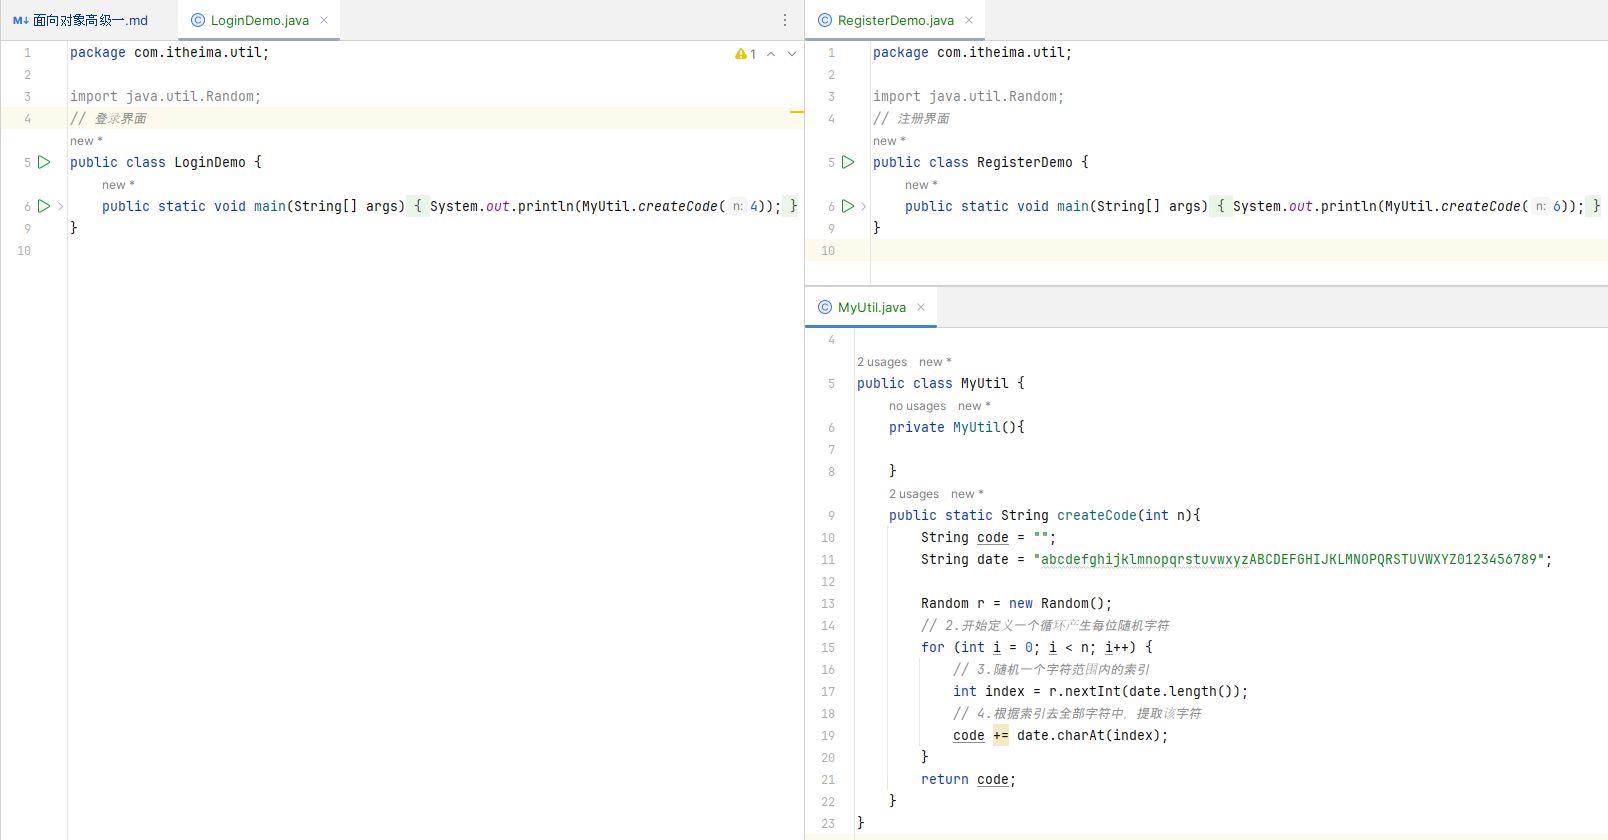 M↓ 面向对象高级一.md
LoginDemo.java
1 package com.itheima.util;
1
2
3 import java.util.Random;
4 // 登录界面
new *
5 public class LoginDemo {
new *
6 public static void main(String[] args) { System.out.println(MyUtil.createCode( n: 4)); }
9 }
10
RegisterDemo.java
1 package com.itheima.util;
2
3 import java.util.Random;
4 // 注册界面
new *
5 public class RegisterDemo {
new *
6 public static void main(String[] args) { System.out.println(MyUtil.createCode( n: 6)); }
9 }
10
MyUtil.java
4
2 usages new *
5 public class MyUtil {
no usages new *
6 private MyUtil(){
7
8 }
2 usages new *
9 public static String createCode(int n){
10 String code = "";
11 String date = "abcdefghijklmnopqrstuvwxyzABCDEFGHIJKLMNOPQRSTUVWXYZ0123456789";
12
13 Random r = new Random();
14 // 2.开始定义一个循环产生每位随机字符
15 for (int i = 0; i < n; i++) {
16 // 3.随机一个字符范围内的索引
17 int index = r.nextInt(date.length());
18 // 4.根据索引去全部字符中，提取该字符
19 code += date.charAt(index);
20 }
21 return code;
22 }
23 }